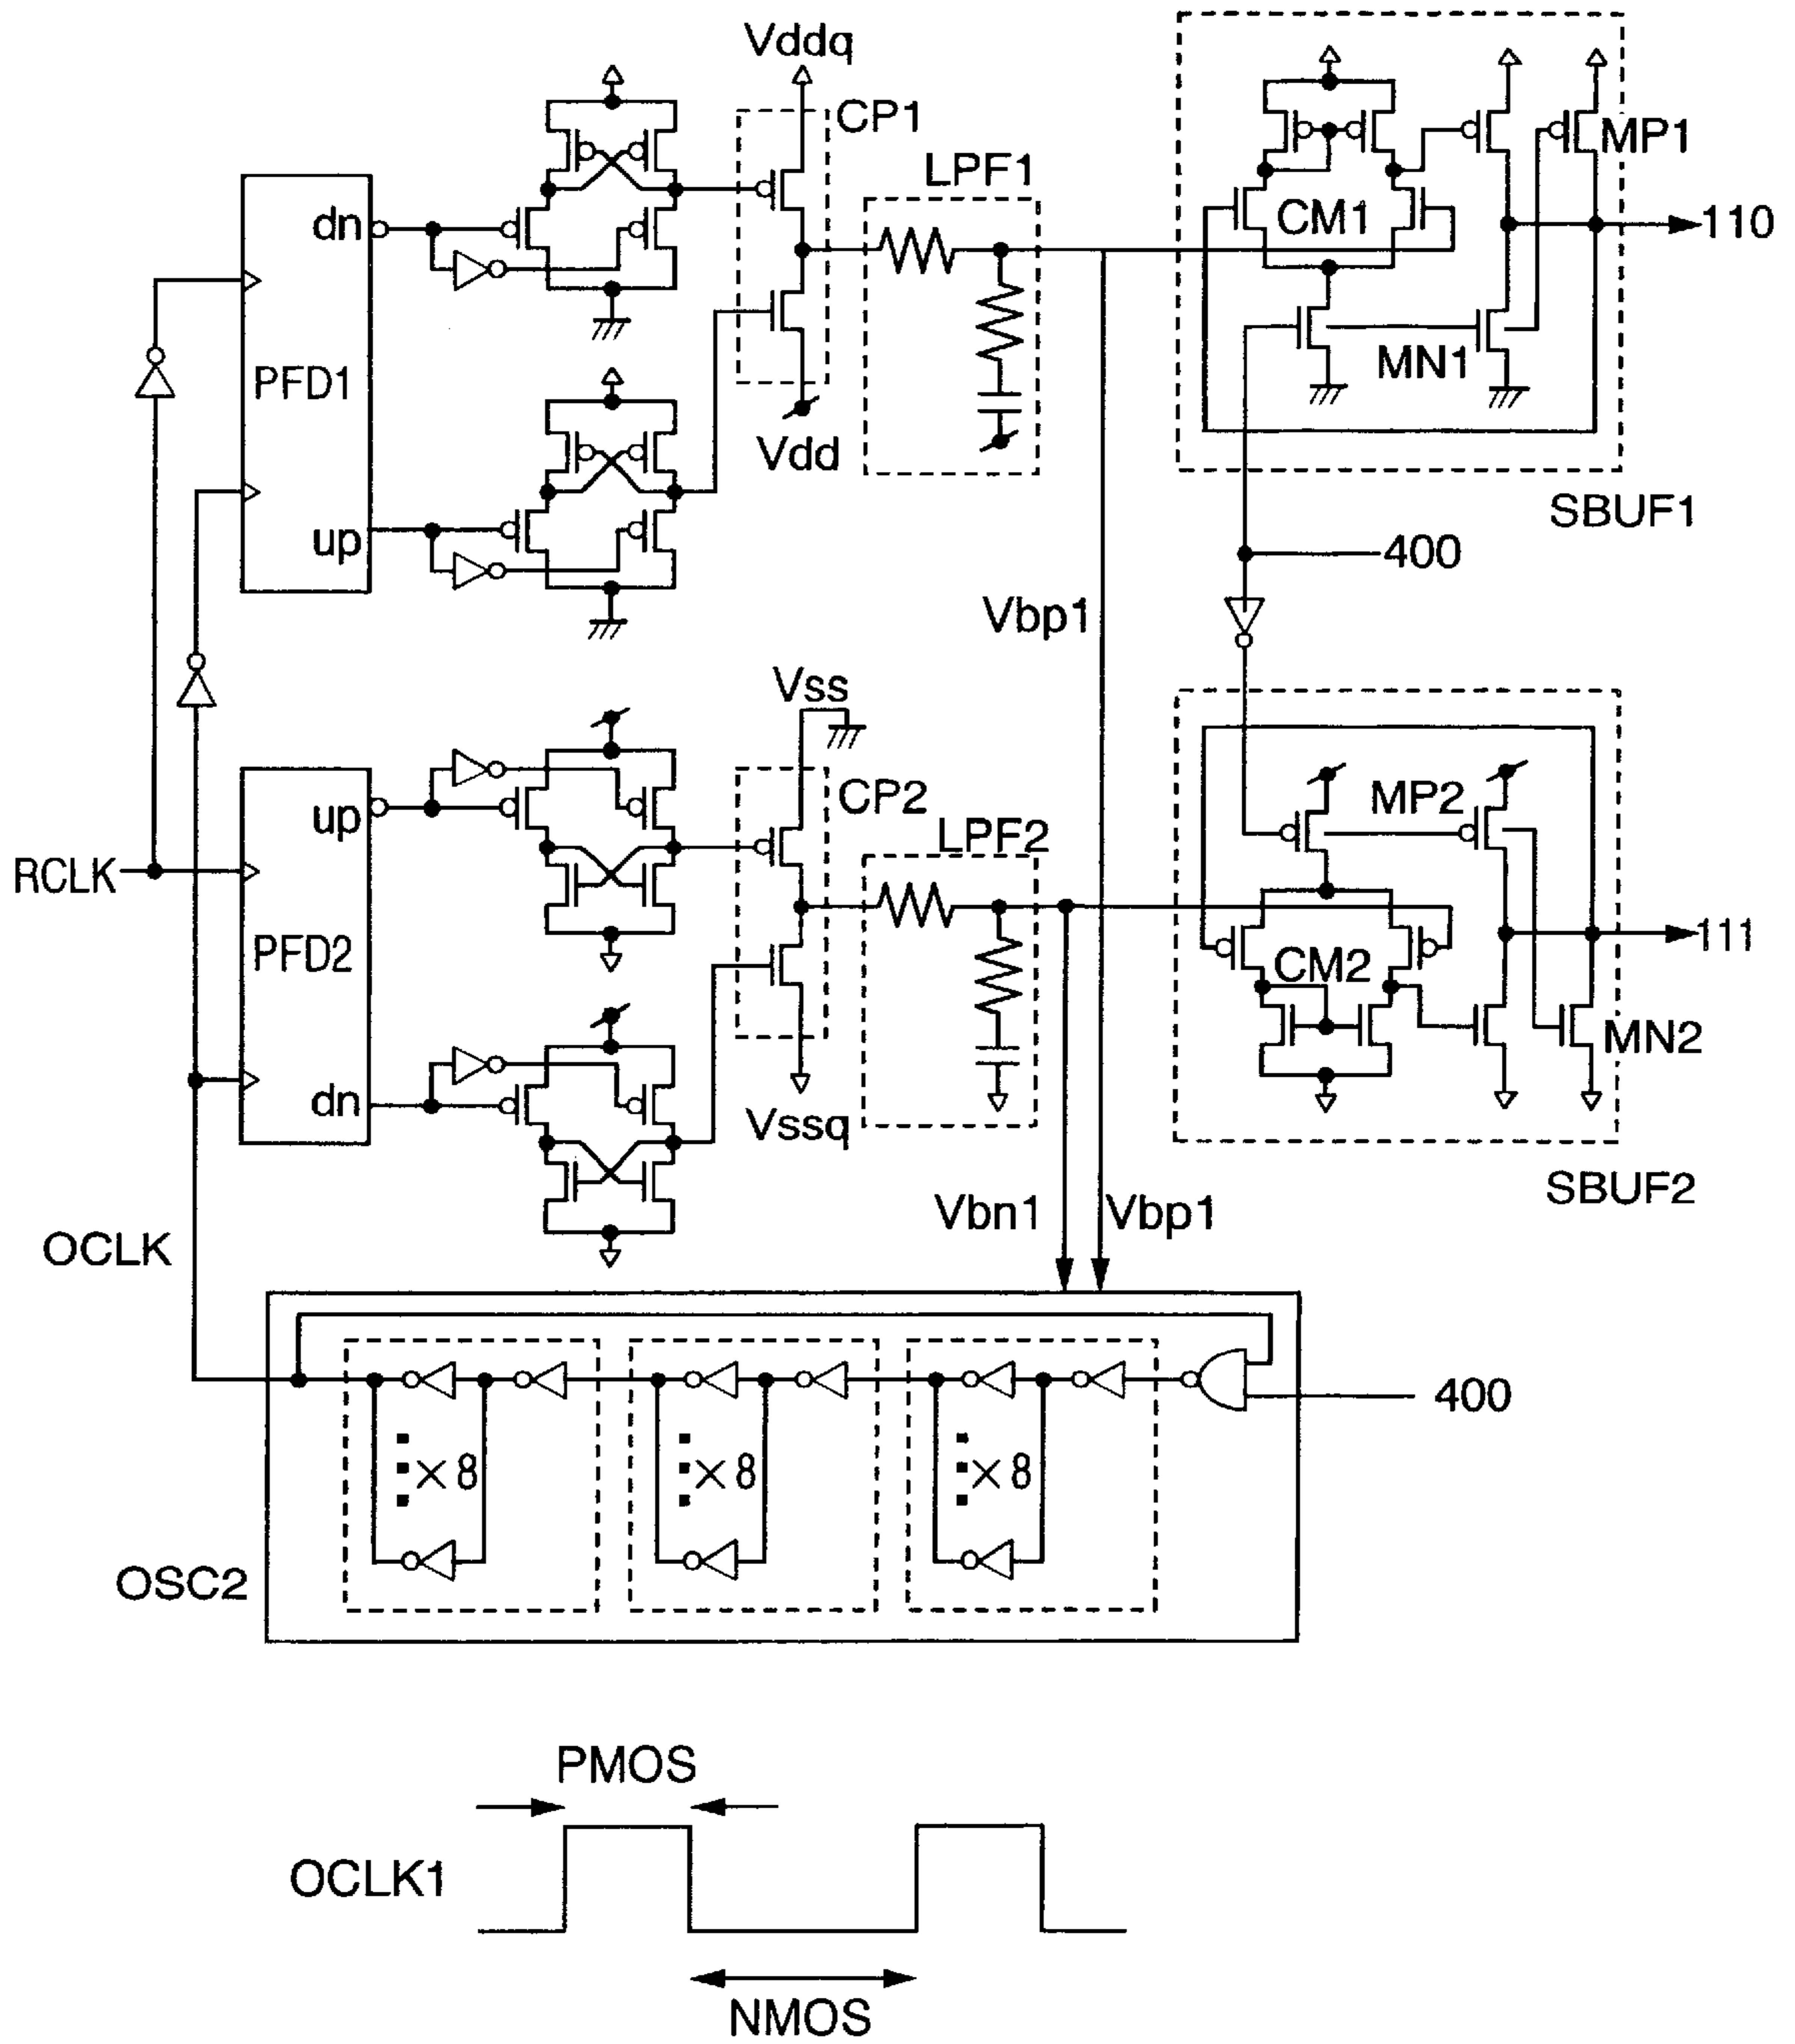 Vddq
CP1
MP1
LPF1
dn
CM1
110
PFD1
MN1
Vdd
SBUF1
up
400
Vbp1
Vss
up
CP2
MP2
LPF2
RCLK
111
PFD2
CM2
MN2
dn
Vssq
SBUF2
Vbn1
Vbp1
OCLK
400
×8
×8
×8
OSC2
PMOS
OCLK1
NMOS